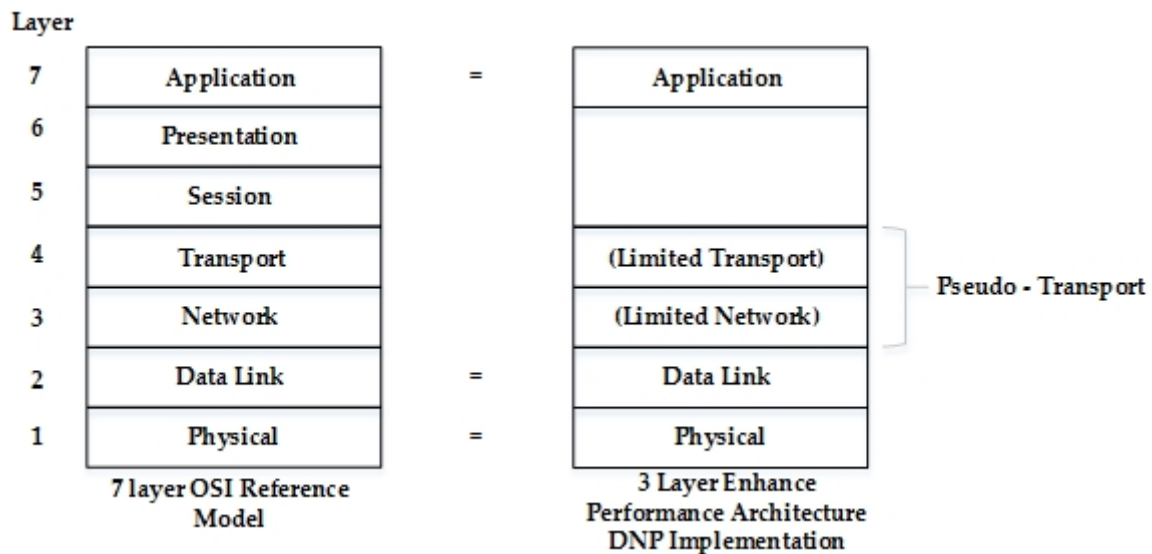 Layer
7 Application = Application
6 Presentation
5 Session
4 Transport (Limited Transport)
Pseudo - Transport
3 Network (Limited Network)
2 Data Link = Data Link
1 Physical = Physical
7 layer OSI Reference
Model
3 Layer Enhance
Performance Architecture
DNP Implementation